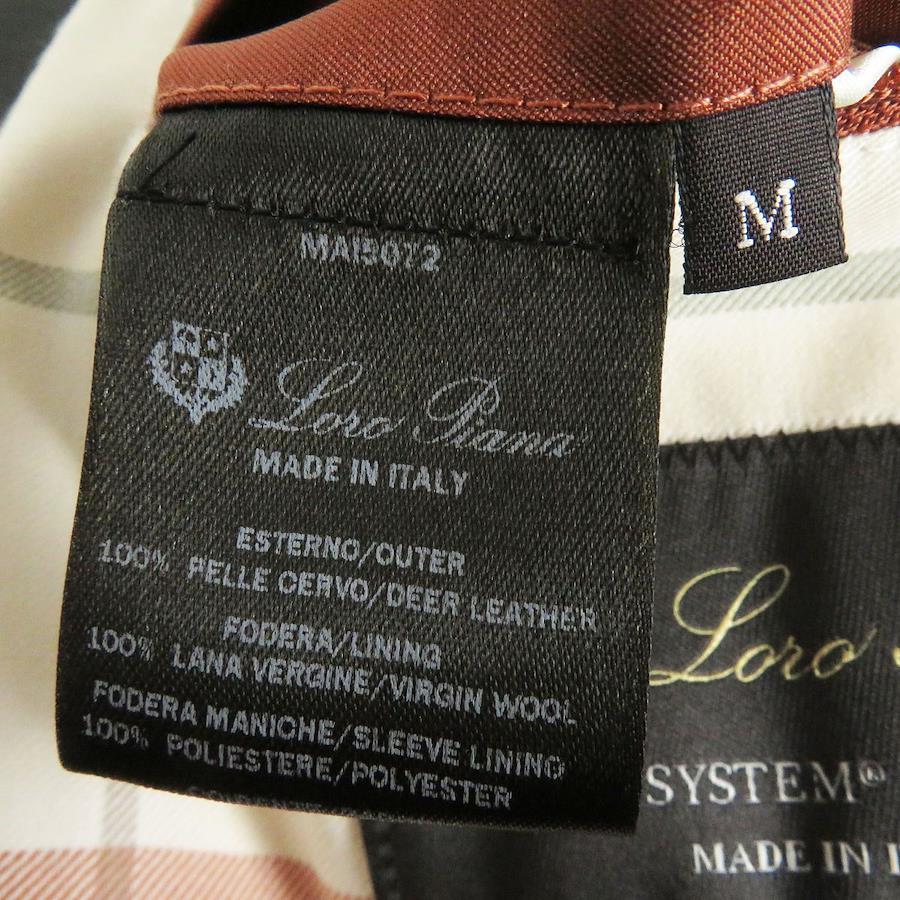 MAI5072
Loro Piana
MADE IN ITALY
ESTERNO/OUTER
100% PELLE CERVO/DEER LEATHER
FODERA/LINING
100% LANA VERGINE/VIRGIN WOOL
FODERA MANICHE/SLEEVE LINING
100% POLIESTERE/POLYESTER
M
Loro
SYSTEM®
MADE IN I